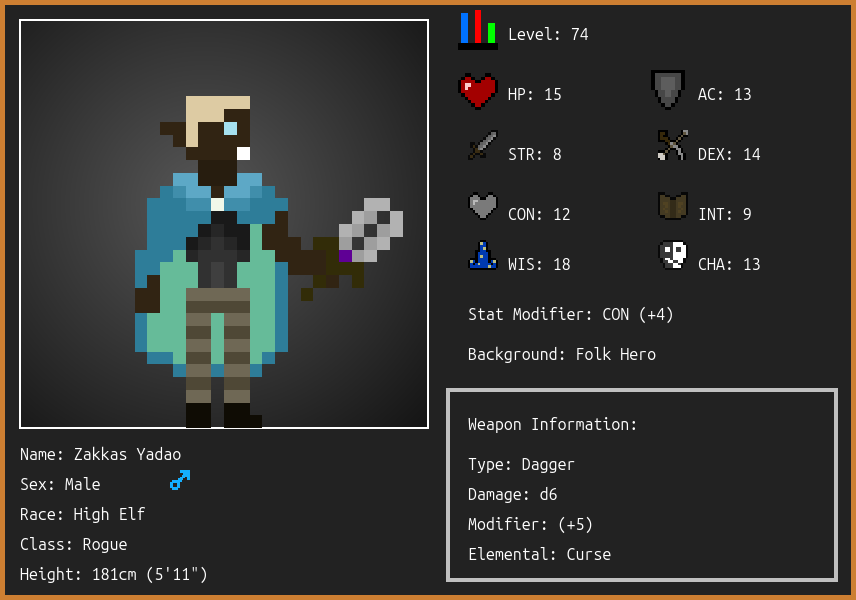 Level: 74
HP: 15
AC: 13
STR: 8
DEX: 14
CON: 12
INT: 9
WIS: 18
CHA: 13
Stat Modifier: CON (+4)
Background: Folk Hero
Weapon Information:
Type: Dagger
Damage: d6
Modifier: (+5)
Elemental: Curse
Name: Zakkas Yadao
Sex: Male
Race: High Elf
Class: Rogue
Height: 181cm (5'11")